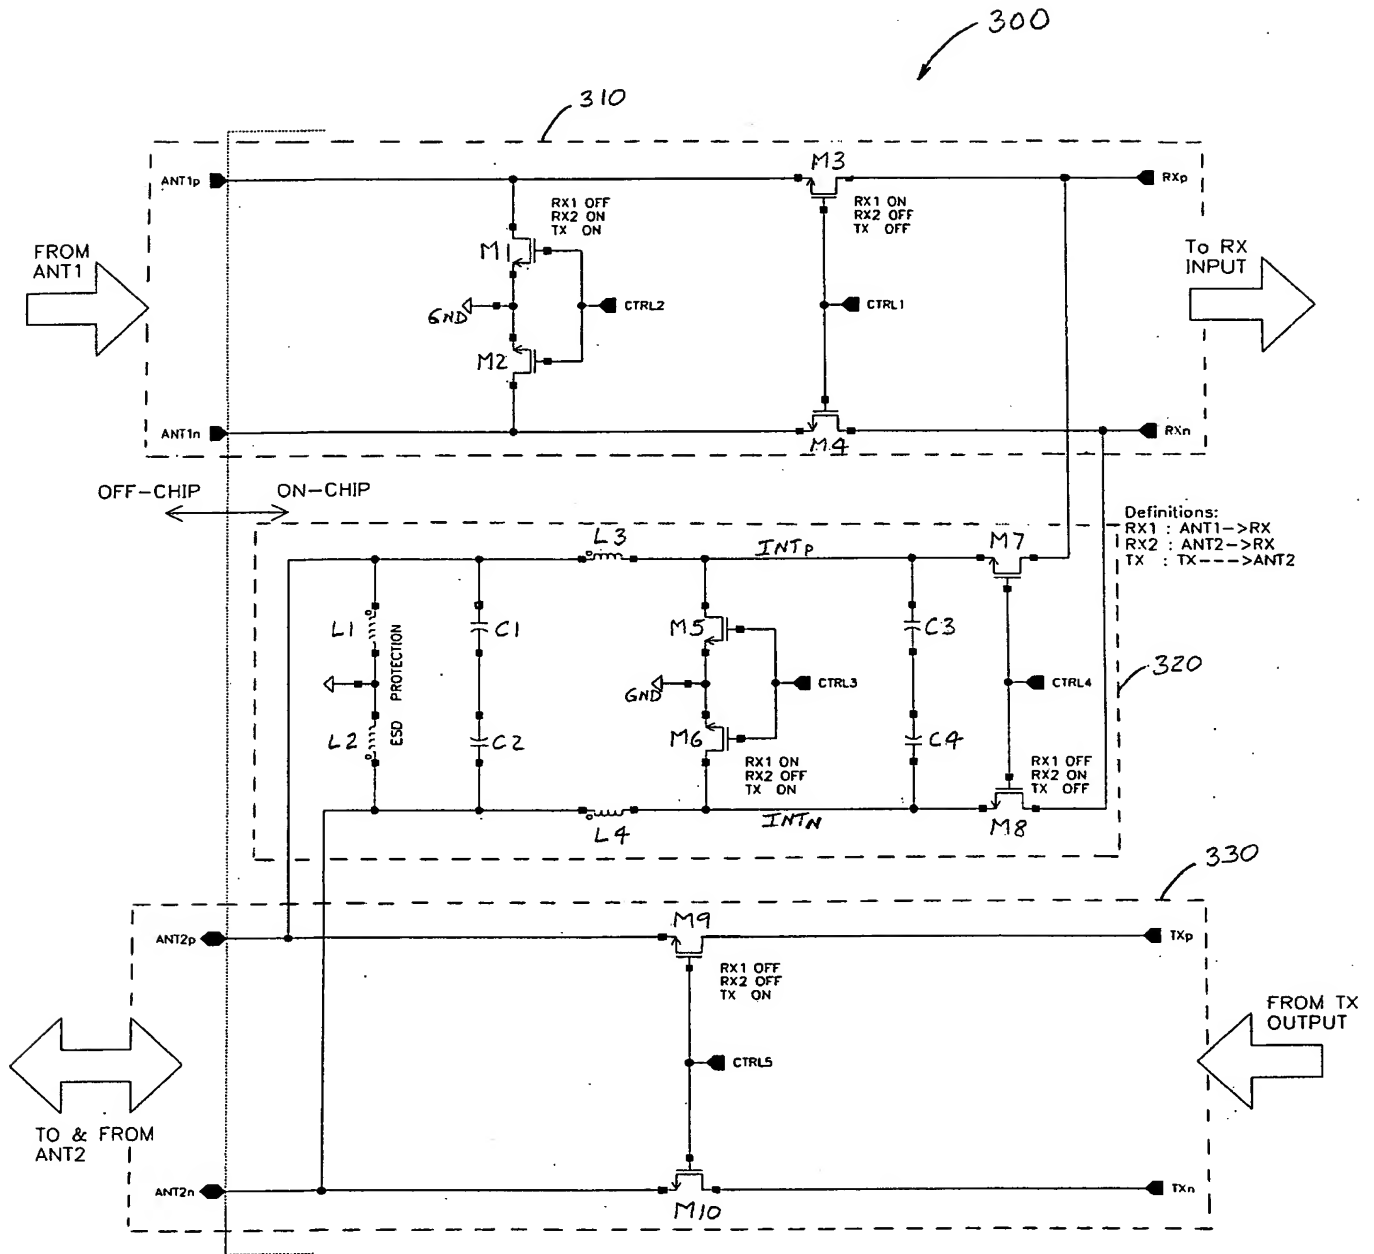 300
310
ANT1p
M3
RXp
RX1 OFF
RX2 ON
TX ON
RX1 ON
RX2 OFF
TX OFF
FROM
ANT1
M1
GND
CTRL2
CTRL1
To RX
INPUT
M2
ANT1n
M4
RXn
OFF-CHIP
ON-CHIP
Definitions:
RX1 : ANT1->RX
RX2 : ANT2->RX
TX : TX--->ANT2
L3
INTP
M7
L1
C1
M5
C3
ESD PROTECTION
GND
CTRL3
CTRL4
320
L2
C2
M6
C4
RX1 ON
RX2 OFF
TX ON
RX1 OFF
RX2 ON
TX OFF
L4
INTN
M8
330
ANT2p
M9
TXp
RX1 OFF
RX2 OFF
TX ON
FROM TX
OUTPUT
CTRL5
TO & FROM
ANT2
ANT2n
M10
TXn